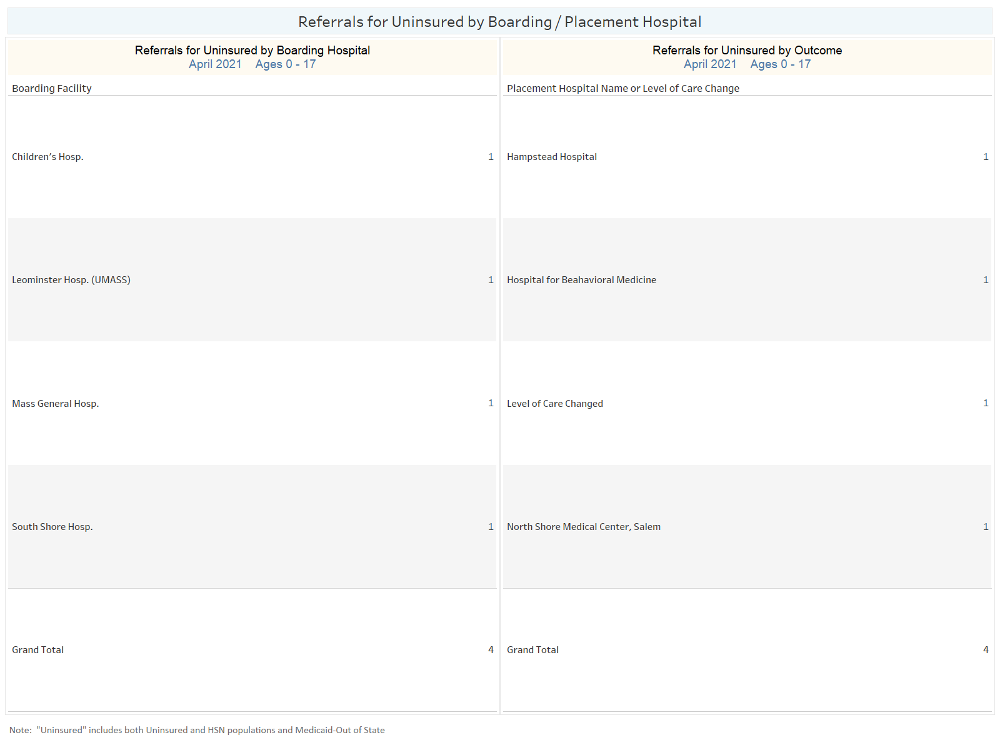 Referrals for Uninsured by Boarding / Placement Hospital
Referrals for Uninsured by Boarding Hospital
April 2021 Ages 0 - 17
Boarding Facility
Children's Hosp. 1
Leominster Hosp. (UMASS) 1
Mass General Hosp. 1
South Shore Hosp. 1
Grand Total 4
Referrals for Uninsured by Outcome
April 2021 Ages 0 - 17
Placement Hospital Name or Level of Care Change
Hampstead Hospital 1
Hospital for Beahavioral Medicine 1
Level of Care Changed 1
North Shore Medical Center, Salem 1
Grand Total 4
Note: "Uninsured" includes both Uninsured and HSN populations and Medicaid-Out of State